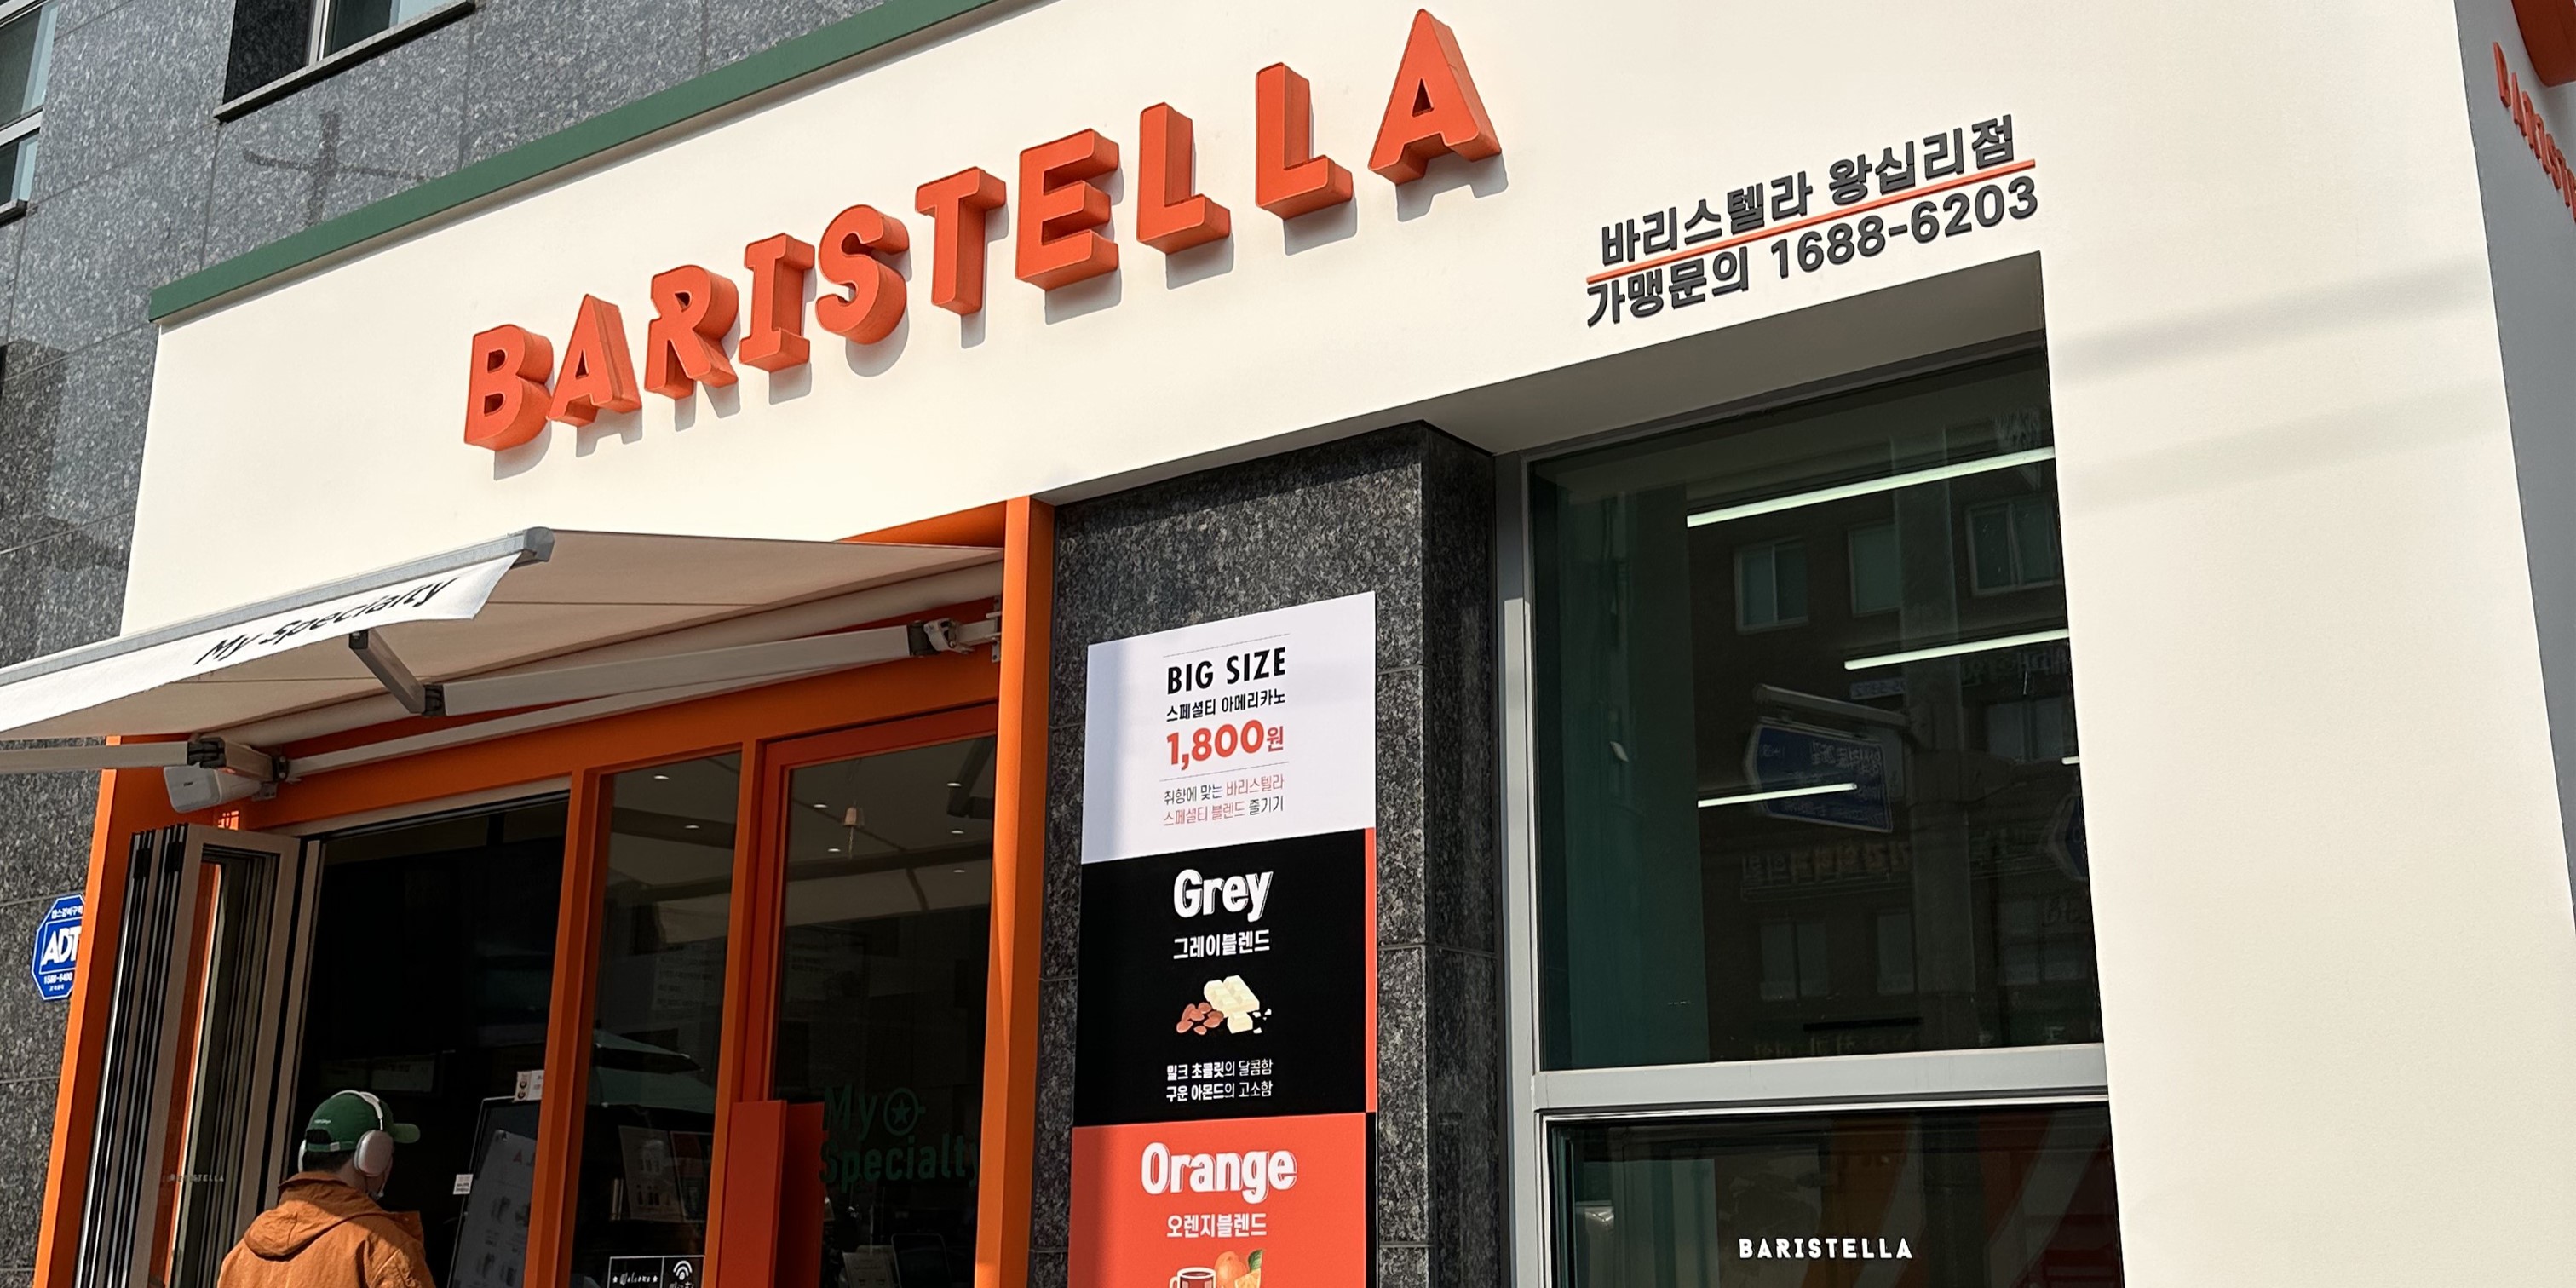 BARISTELLA
바리스텔라 왕십리점
가맹문의 1688-6203
My Specialty
BIG SIZE
스페셜티 아메리카노
1,800원
취향에 맞는 바리스텔라
스페셜티 블렌드 즐기기
Grey
그레이블렌드
밀크 초콜릿의 달콤함
구운 아몬드의 고소함
Orange
오렌지블렌드
ADT
My
Specialty
Welcome
BARISTELLA